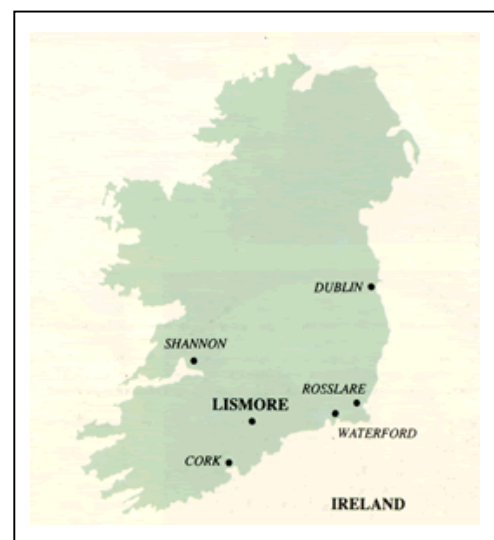 DUBLIN
SHANNON
ROSSLARE
LISMORE
WATERFORD
CORK
IRELAND